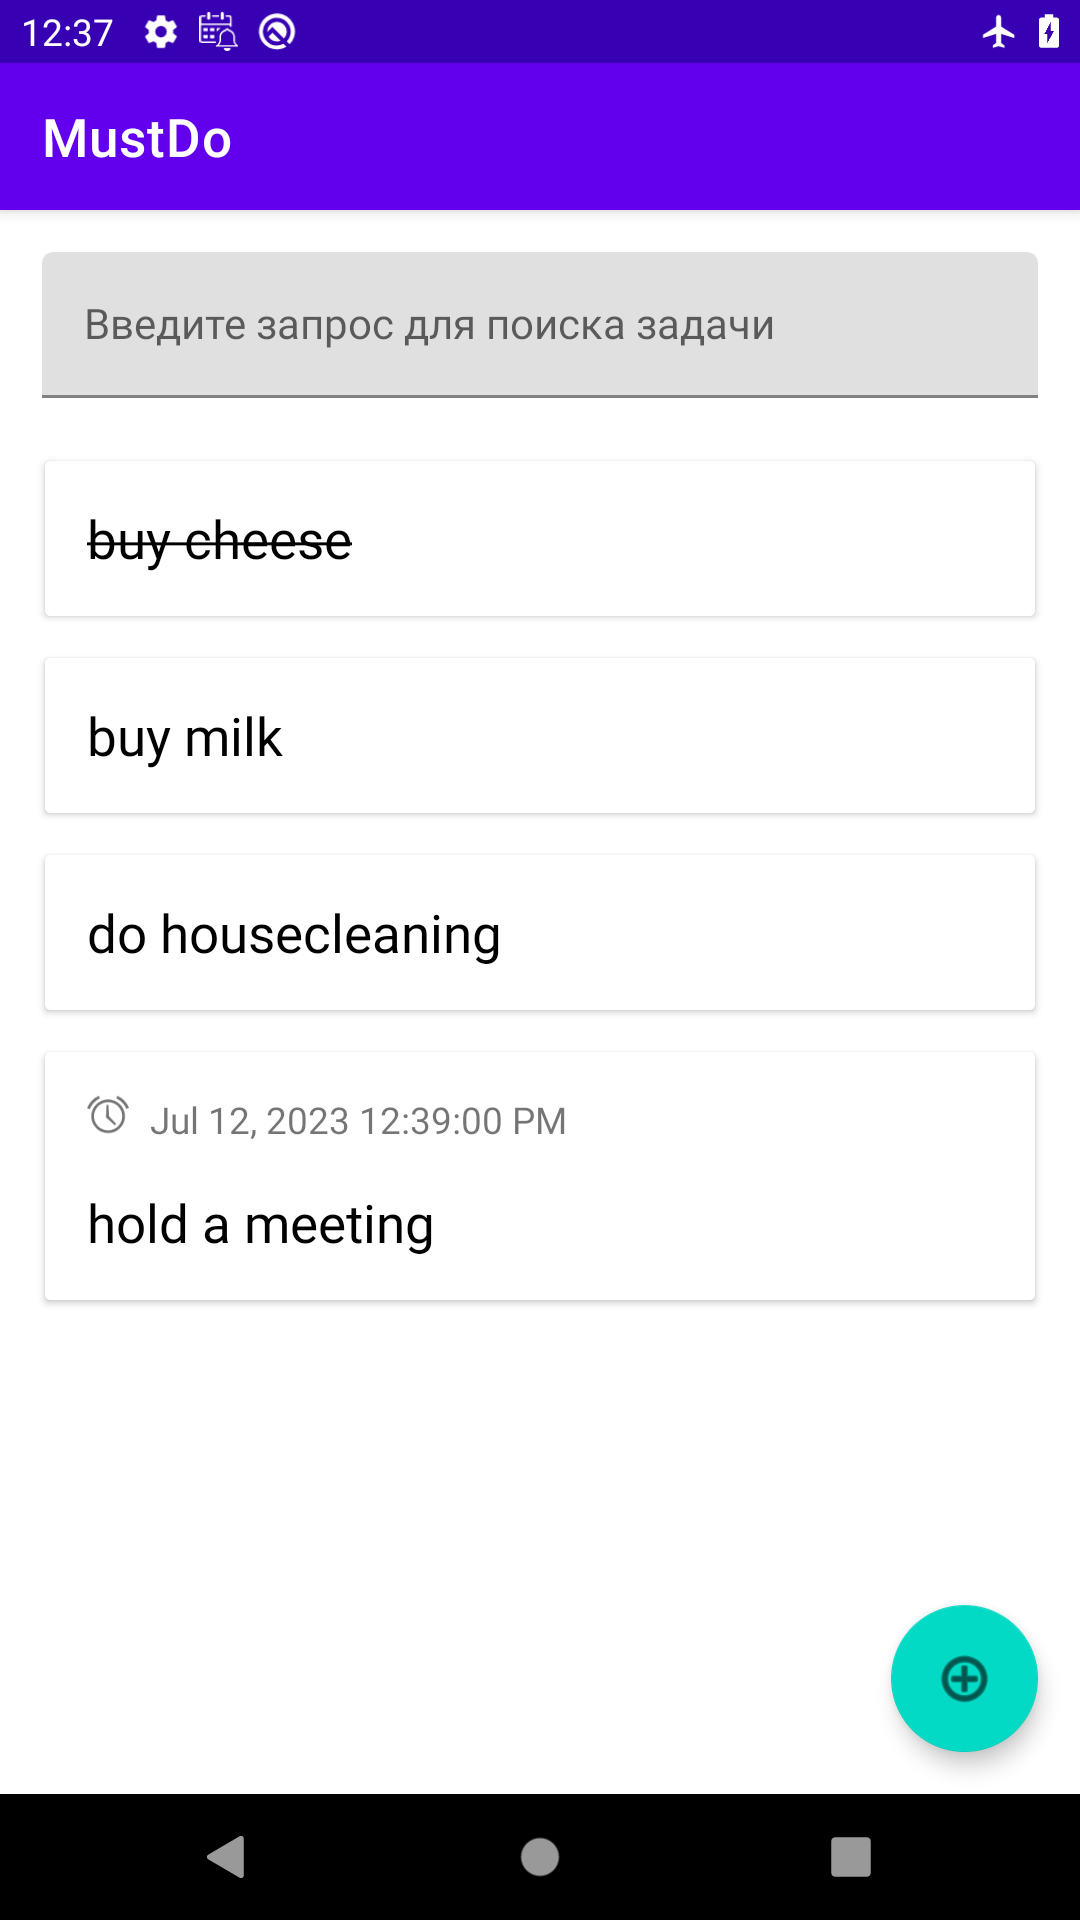 12:37
MustDo
Введите запрос для поиска задачи
buy cheese
buy milk
do housecleaning
Jul 12, 2023 12:39:00 PM
hold a meeting